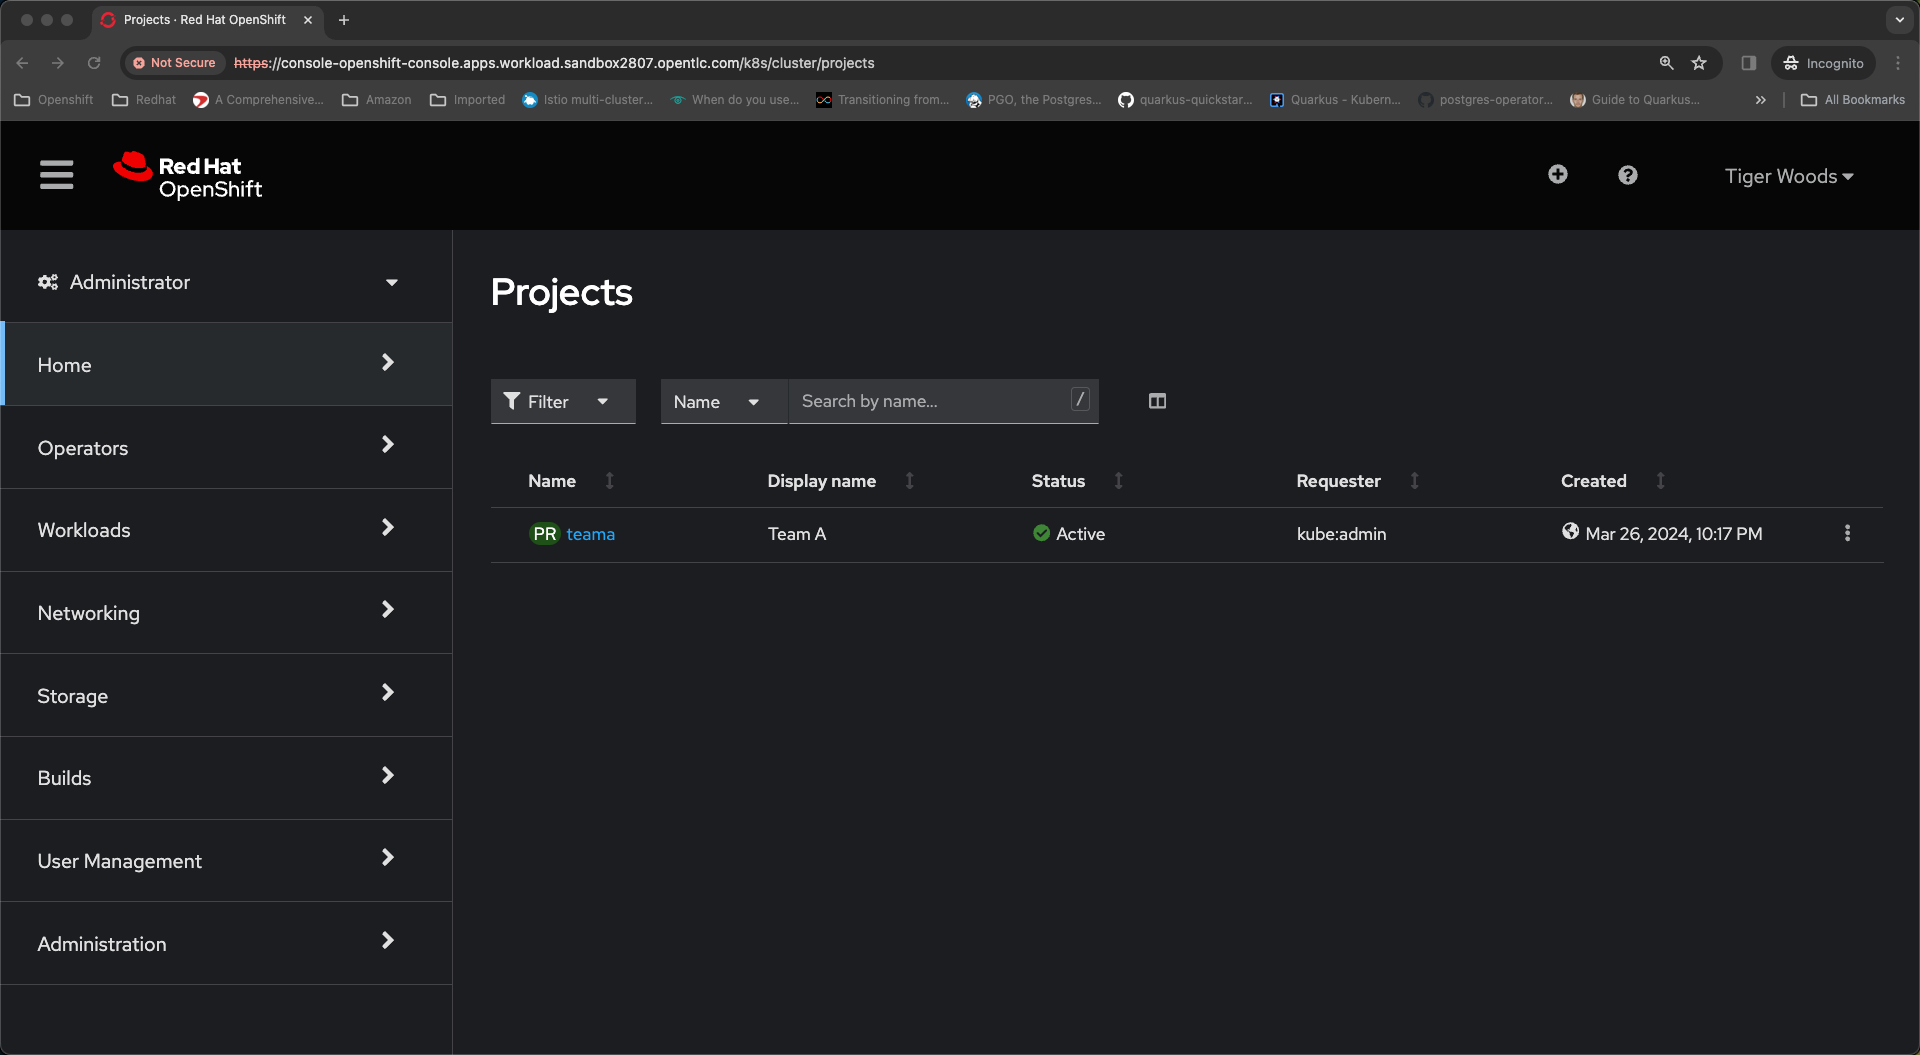 Projects · Red Hat OpenShift
Not Secure https://console-openshift-console.apps.workload.sandbox2807.opentlc.com/k8s/cluster/projects Incognito
Openshift Redhat A Comprehensive... Amazon Imported Istio multi-cluster... When do you use... Transitioning from... PGO, the Postgres... quarkus-quickstar... Quarkus - Kubern... postgres-operator... Guide to Quarkus... » All Bookmarks
Red Hat
OpenShift
Tiger Woods
Administrator
Home
Operators
Workloads
Networking
Storage
Builds
User Management
Administration
Projects
Filter Name Search by name... /
Name Display name Status Requester Created
PR teama Team A Active kube:admin Mar 26, 2024, 10:17 PM